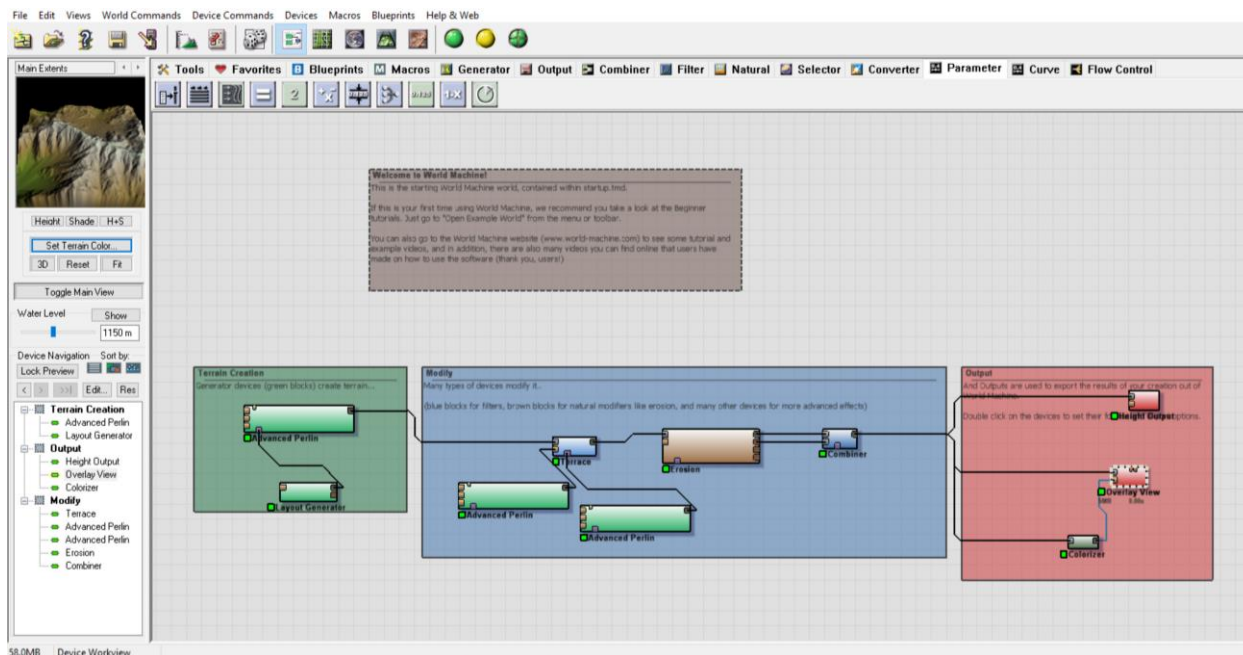 File Edit Views World Commands Device Commands Devices Macros Blueprints Help & Web
Main Extents
Tools Favorites Blueprints Macros Generator Output Combiner Filter Natural Selector Converter Parameter Curve Flow Control
Height Shade H+S
Set Terrain Color...
3D Reset Fit
Toggle Main View
Water Level Show
1150 m
Device Navigation Sort by:
Lock Preview
Edit... Res
Terrain Creation
Advanced Perlin
Layout Generator
Output
Height Output
Overlay View
Colorizer
Modify
Terrace
Advanced Perlin
Advanced Perlin
Erosion
Combiner
Welcome to World Machine!
This is the starting World Machine world, contained within startup.tmd.
If this is your first time using World Machine, we recommend you take a look at the Beginner
tutorials. Just go to "Open Example World" from the menu or toolbar.
You can also go to the World Machine website (www.world-machine.com) to see some tutorial and
example videos, and in addition, there are also many videos you can find online that users have
made on how to use the software (thank you, users!)
Terrain Creation
Generator devices (green blocks) create terrain...
Advanced Perlin
Layout Generator
Modify
Many types of devices modify it..
(blue blocks for filters, brown blocks for natural modifiers like erosion, and many other devices for more advanced effects)
Terrace
Erosion
Combiner
Advanced Perlin
Advanced Perlin
Output
And Outputs are used to export the results of your creation out of
World Machine.
Double click on the devices to set their options.
Height Output
Overlay View
Colorizer
58.0MB Device Workview